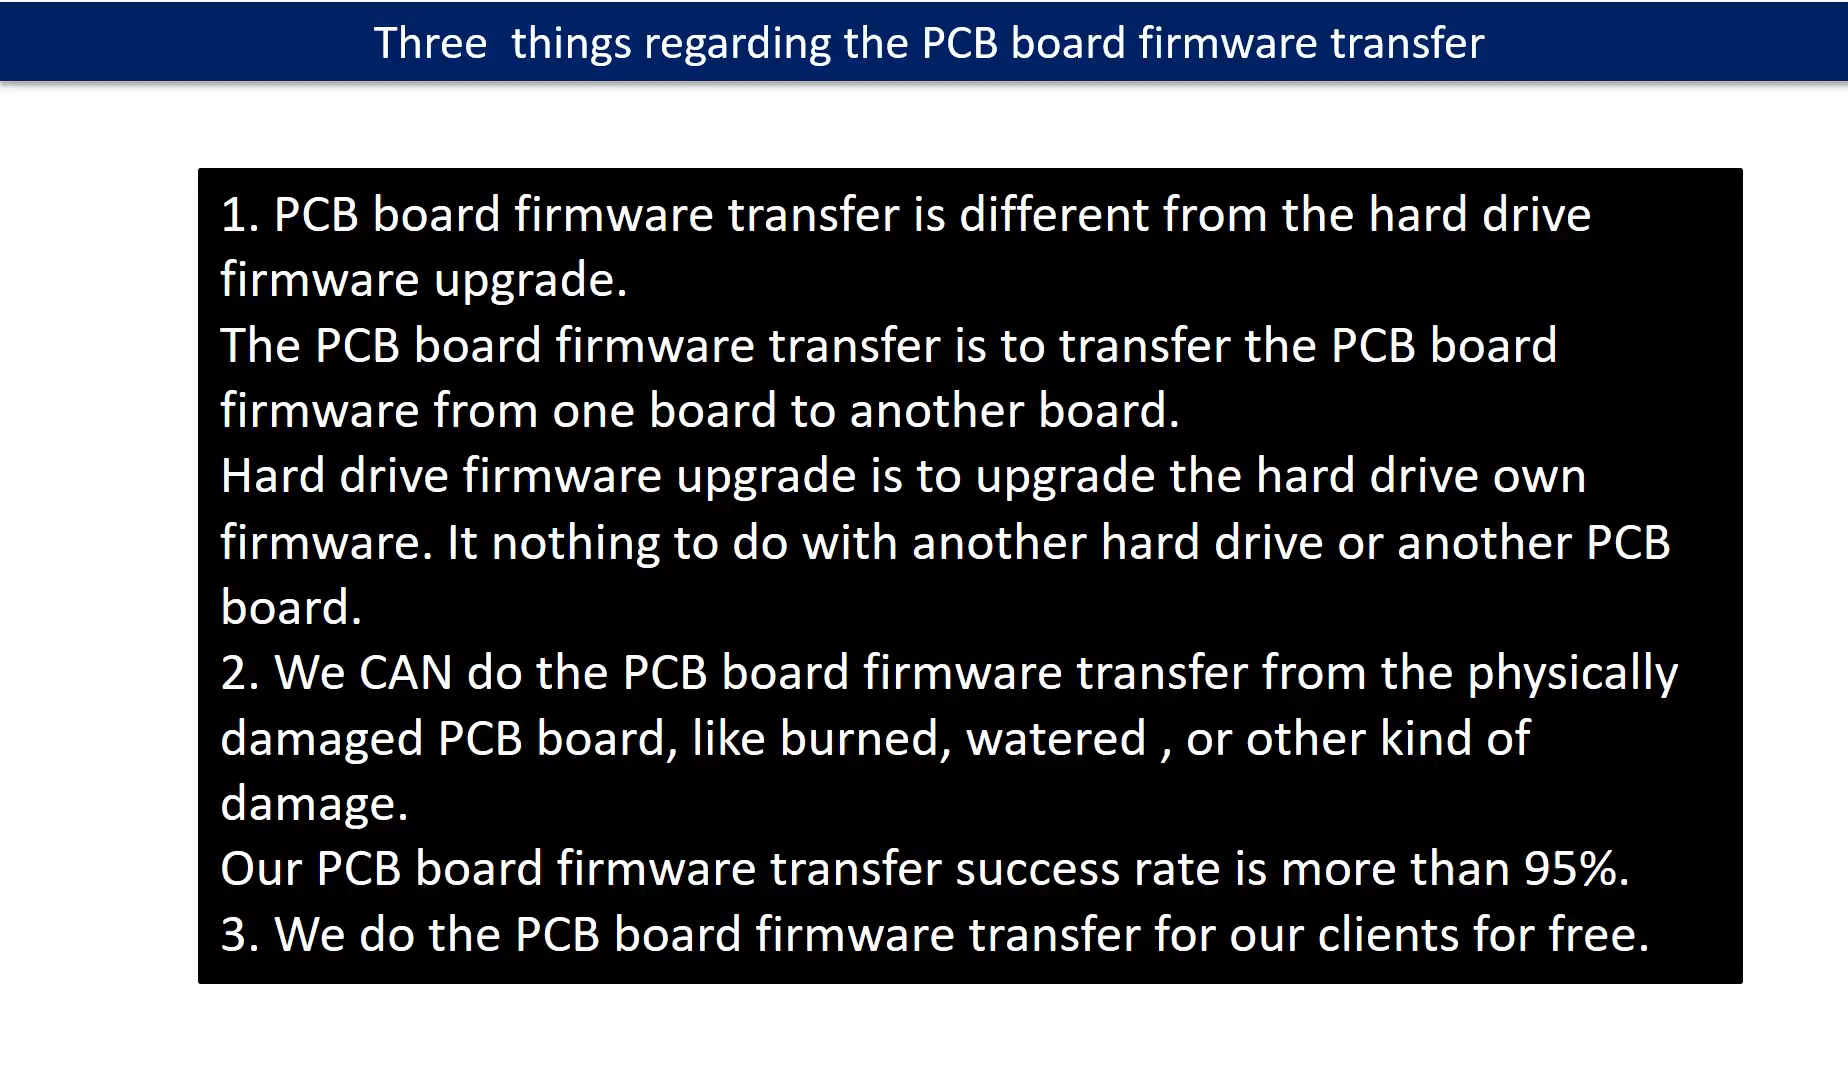 Three  things regarding the PCB board firmware transfer
1. PCB board firmware transfer is different from the hard drive
firmware upgrade.
The PCB board firmware transfer is to transfer the PCB board
firmware from one board to another board.
Hard drive firmware upgrade is to upgrade the hard drive own
firmware. It nothing to do with another hard drive or another PCB
board.
2. We CAN do the PCB board firmware transfer from the physically
damaged PCB board, like burned, watered , or other kind of
damage.
Our PCB board firmware transfer success rate is more than 95%.
3. We do the PCB board firmware transfer for our clients for free.